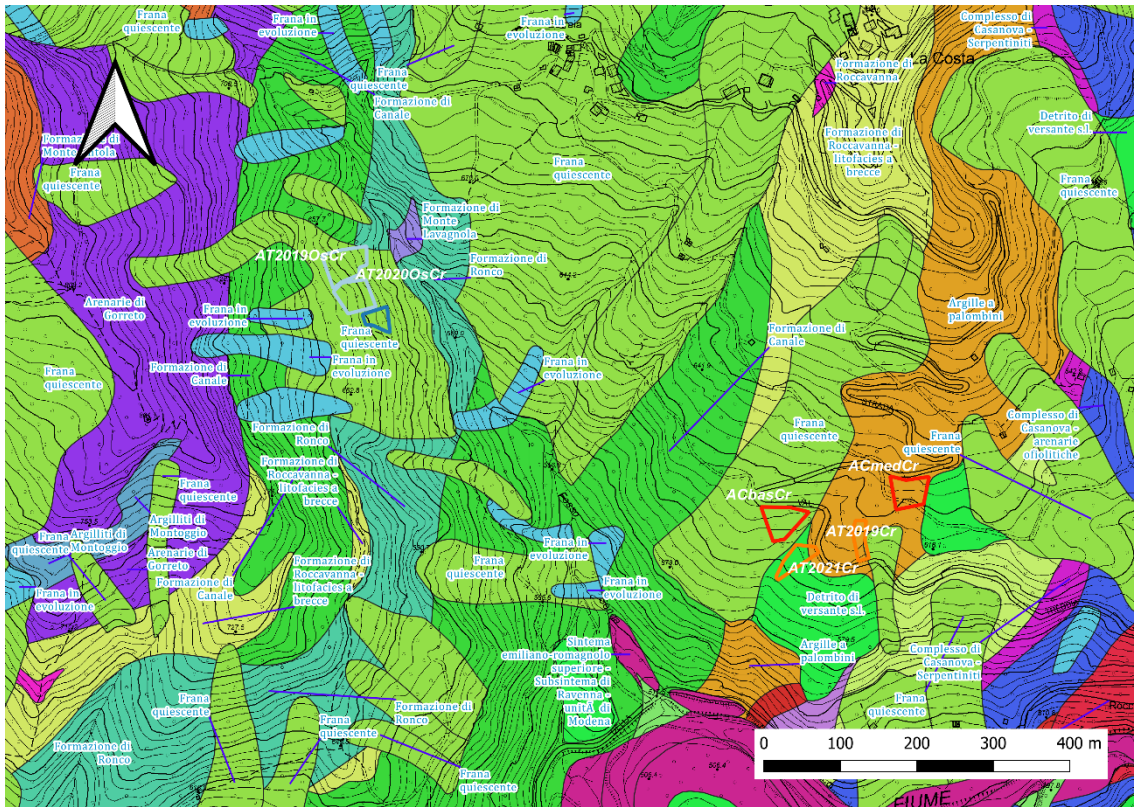 Frana
quiescente
Frana in
evoluzione
Frana in
evoluzione
Complesso di
Casanova -
Serpentiniti
Frana
quiescente
Formazione di
Canale
Formazione di
Roccavanna
La Costa
Detrito di
versante s.l.
Formazione di
Frana
quiescente
Frana
quiescente
Formazione di
Roccavanna -
litofacies a
brecce
Frana
quiescente
Formazione di
Monte
Lavagnola
AT2019OsCr
AT2020OsCr
Formazione di
Ronco
Arenarie di
Gorreto
Frana in
evoluzione
Frana
quiescente
Argille a
palombini
Formazione di
Canale
Frana in
evoluzione
Formazione di
Canale
Frana in
evoluzione
Frana
quiescente
STRADA
Formazione di
Ronco
Frana
quiescente
Frana
quiescente
Complesso di
Casanova -
arenarie
ofiolitiche
Formazione di
Roccavanna -
litofacies a
brecce
Frana
quiescente
ACmedCr
ACbasCr
Argilliti di
Montoggio
Frana
quiescente
Argilliti di
Montoggio
AT2019Cr
Frana in
evoluzione
Arenarie di
Gorreto
Frana in
evoluzione
Formazione di
Canale
Formazione di
Roccavanna -
litofacies a
brecce
Frana in
evoluzione
AT2021Cr
Detrito di
versante s.l.
737.5
Sintema
emiliano-romagnolo
superiore -
Subsintema di
Ravenna -
unitÃ di
Modena
Argille a
palombini
Complesso di
Casanova -
Serpentiniti
Frana
quiescente
Formazione di
Ronco
Frana
quiescente
Frana
quiescente
Formazione di
Ronco
Frana
quiescente
0 100 200 300 400 m
FIUME